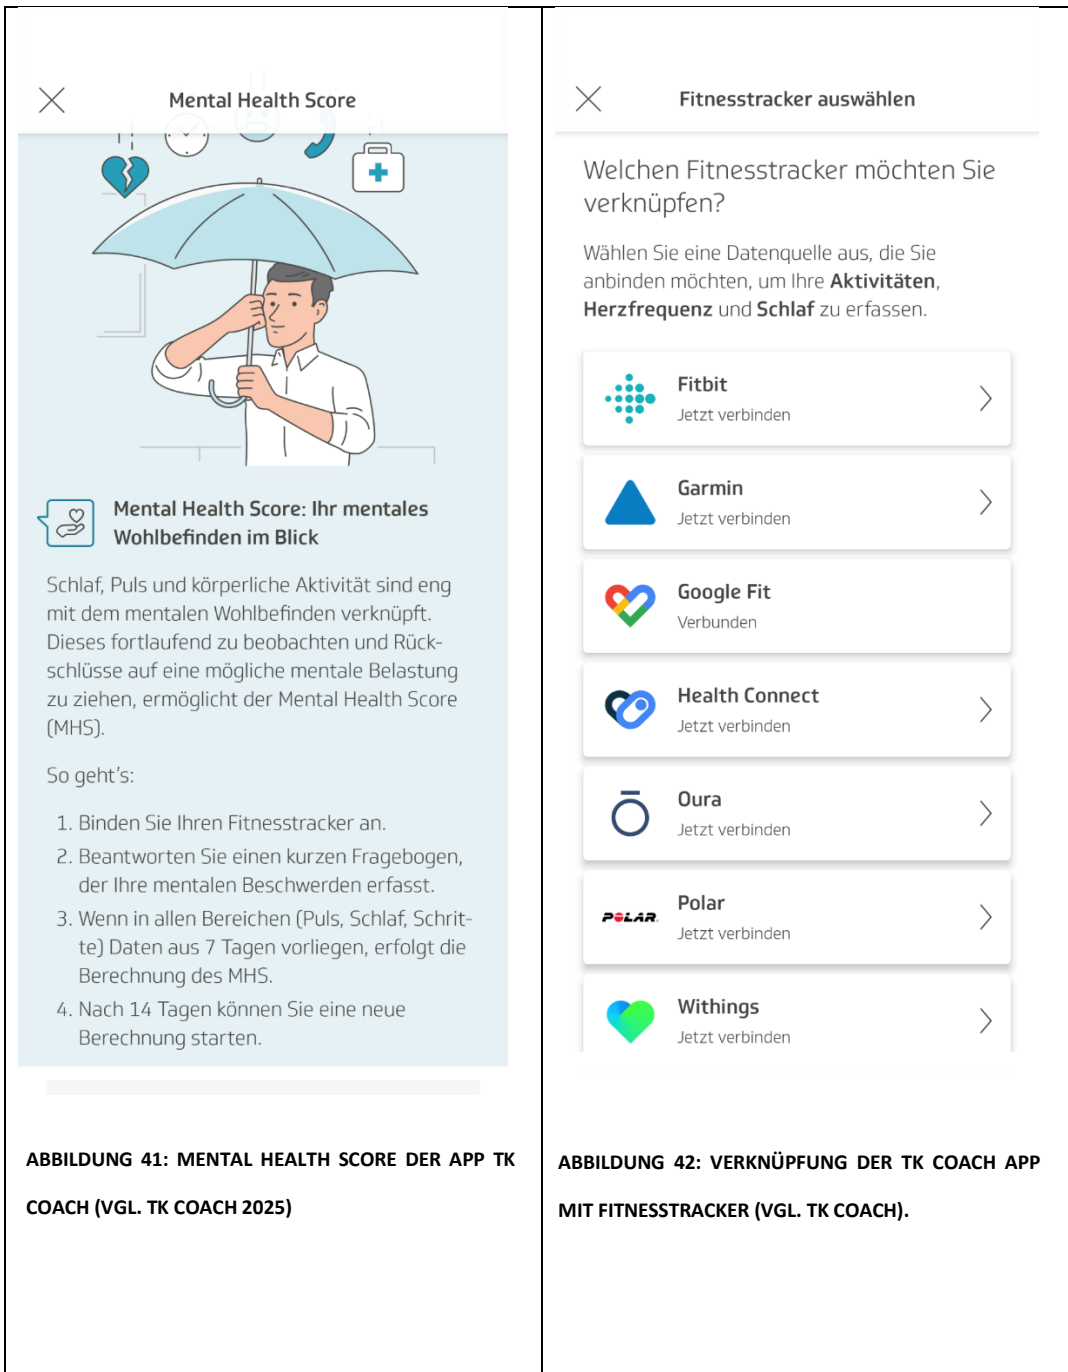 Mental Health Score
Mental Health Score: Ihr mentales
Wohlbefinden im Blick
Schlaf, Puls und körperliche Aktivität sind eng
mit dem mentalen Wohlbefinden verknüpft.
Dieses fortlaufend zu beobachten und Rück-
schlüsse auf eine mögliche mentale Belastung
zu ziehen, ermöglicht der Mental Health Score
(MHS).
So geht's:
1. Binden Sie Ihren Fitnesstracker an.
2. Beantworten Sie einen kurzen Fragebogen,
der Ihre mentalen Beschwerden erfasst.
3. Wenn in allen Bereichen (Puls, Schlaf, Schrit-
te) Daten aus 7 Tagen vorliegen, erfolgt die
Berechnung des MHS.
4. Nach 14 Tagen können Sie eine neue
Berechnung starten.
ABBILDUNG 41: MENTAL HEALTH SCORE DER APP TK
COACH (VGL. TK COACH 2025)
Fitnesstracker auswählen
Welchen Fitnesstracker möchten Sie
verknüpfen?
Wählen Sie eine Datenquelle aus, die Sie
anbinden möchten, um Ihre Aktivitäten,
Herzfrequenz und Schlaf zu erfassen.
Fitbit
Jetzt verbinden
Garmin
Jetzt verbinden
Google Fit
Verbunden
Health Connect
Jetzt verbinden
Oura
Jetzt verbinden
POLAR
Polar
Jetzt verbinden
Withings
Jetzt verbinden
ABBILDUNG 42: VERKNÜPFUNG DER TK COACH APP
MIT FITNESSTRACKER (VGL. TK COACH).